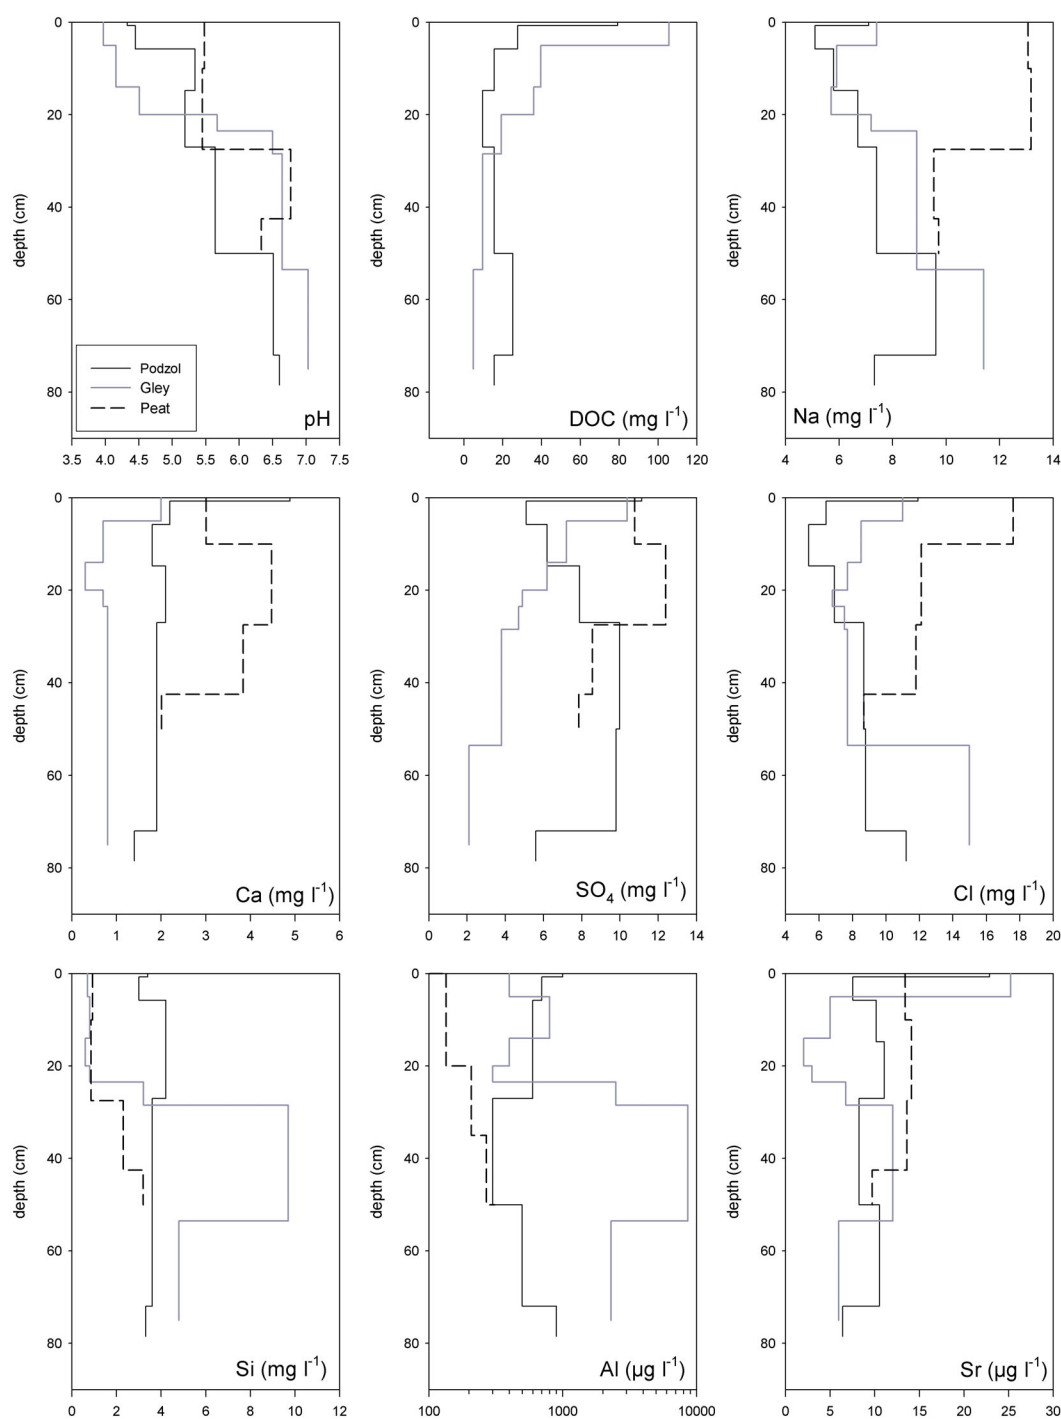 0
20
40
60
80
depth (cm)
Podzol
Gley
Peat
pH
3.5 4.0 4.5 5.0 5.5 6.0 6.5 7.0 7.5
0
20
40
60
80
depth (cm)
DOC (mg l⁻¹)
0 20 40 60 80 100 120
0
20
40
60
80
depth (cm)
Na (mg l⁻¹)
4 6 8 10 12 14
0
20
40
60
80
depth (cm)
Ca (mg l⁻¹)
0 1 2 3 4 5 6
0
20
40
60
80
depth (cm)
SO₄ (mg l⁻¹)
0 2 4 6 8 10 12 14
0
20
40
60
80
depth (cm)
Cl (mg l⁻¹)
4 6 8 10 12 14 16 18 20
0
20
40
60
80
depth (cm)
Si (mg l⁻¹)
0 2 4 6 8 10 12
0
20
40
60
80
depth (cm)
Al (µg l⁻¹)
100 1000 10000
0
20
40
60
80
depth (cm)
Sr (µg l⁻¹)
0 5 10 15 20 25 30